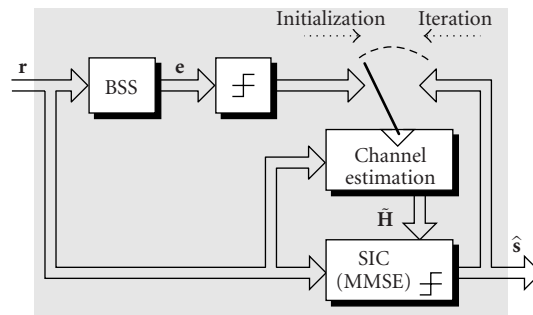 Initialization Iteration
r
BSS
e
Channel
estimation
H̃
SIC
(MMSE)
ŝ